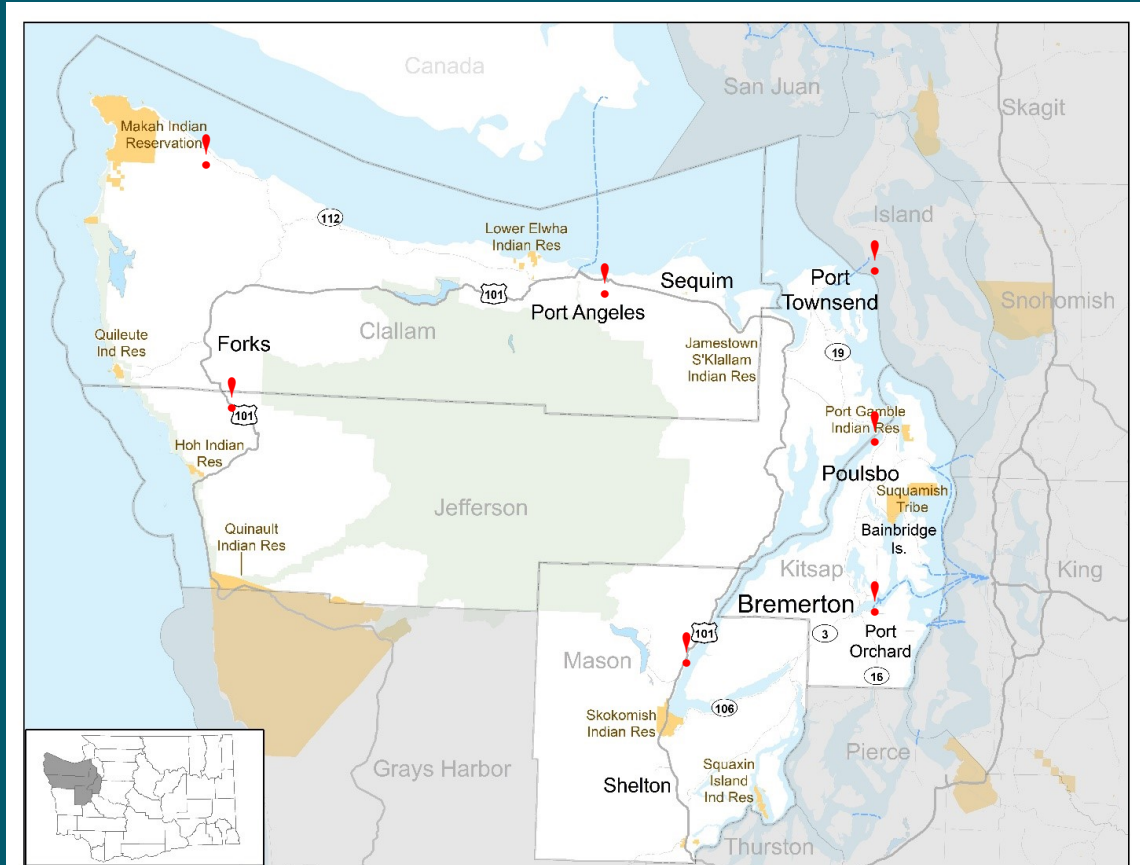 Canada
San Juan
Skagit
Makah Indian
Reservation
Island
112
Lower Elwha
Indian Res
Sequim
Port
Townsend
Snohomish
101
Port Angeles
Clallam
Quileute
Ind Res
Forks
Jamestown
S'Klallam
Indian Res
19
101
Port Gamble
Indian Res
Hoh Indian
Res
Poulsbo
Suquamish
Tribe
Jefferson
Quinault
Indian Res
Bainbridge
Is.
Kitsap
King
Bremerton
101
3
Port
Orchard
Mason
16
106
Skokomish
Indian Res
Pierce
Grays Harbor
Shelton
Squaxin
Island
Ind Res
Thurston